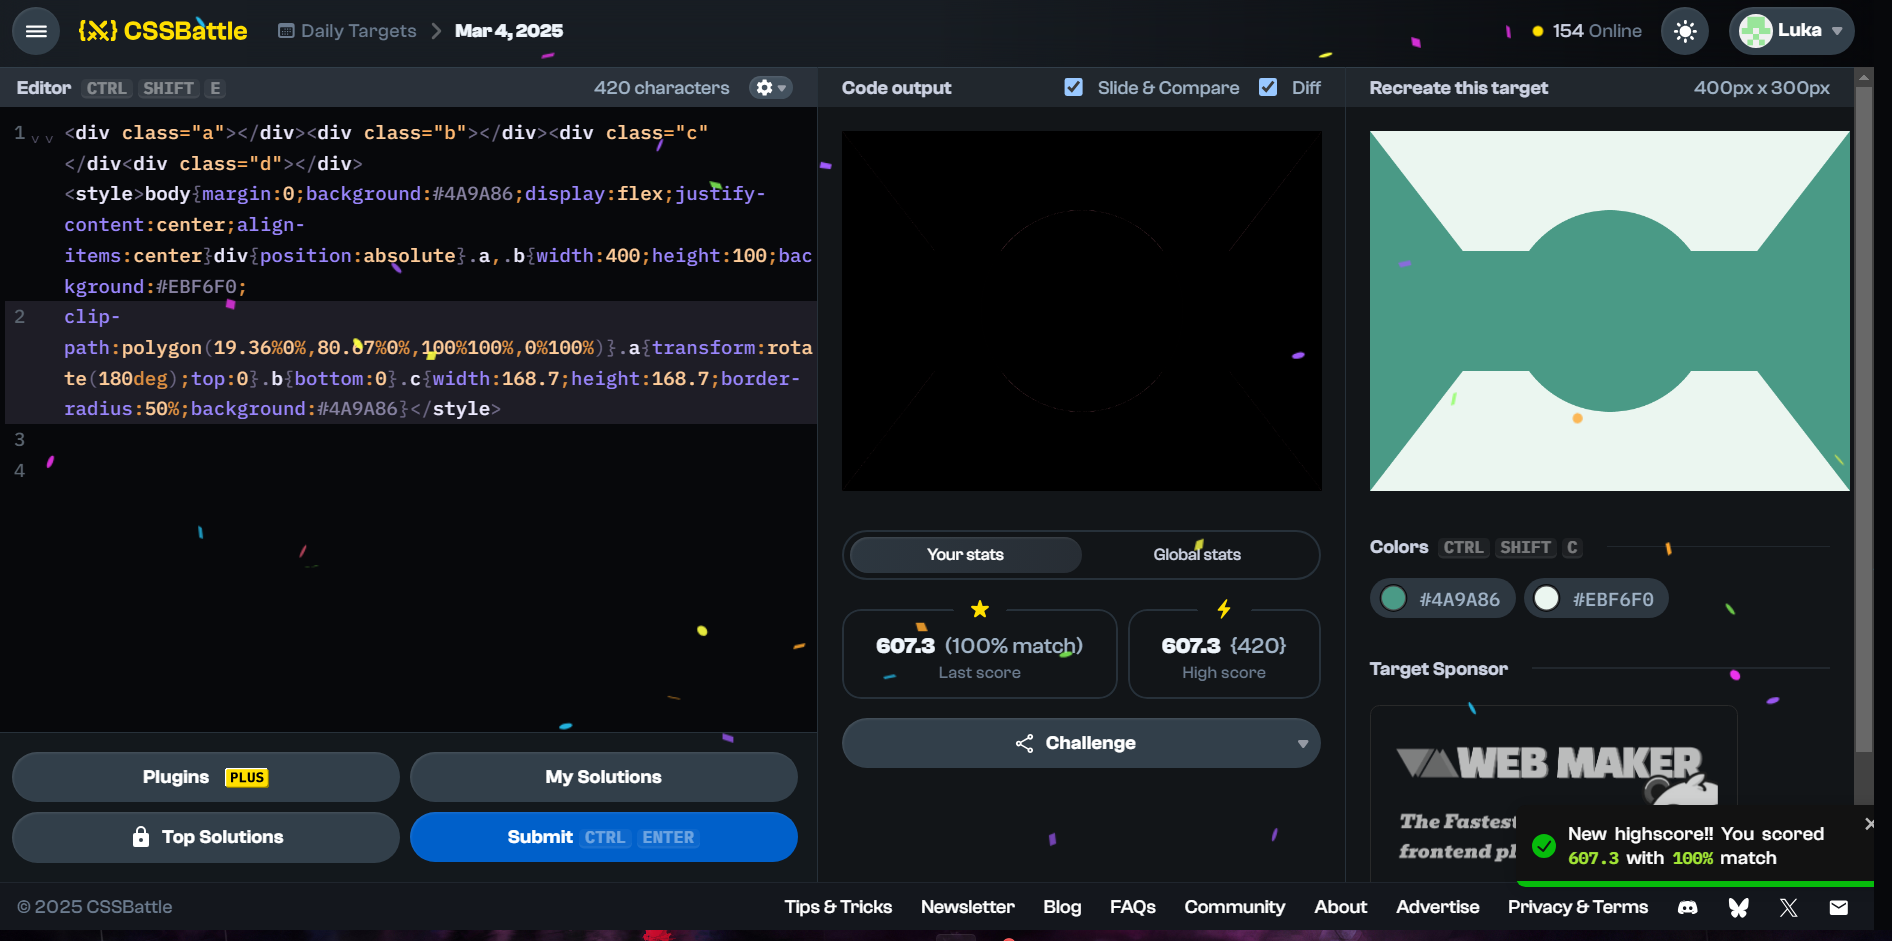 CSSBattle
Daily Targets
Mar 4, 2025
154 Online
Luka
Editor CTRL SHIFT E
420 characters
1
<div class="a"></div><div class="b"></div><div class="c"
</div<div class="d"></div>
<style>body{margin:0;background:#4A9A86;display:flex;justify-
content:center;align-
items:center}div{position:absolute}.a,.b{width:400;height:100;bac
kground:#EBF6F0;
2
clip-
path:polygon(19.36%0%,80.67%0%,100%100%,0%100%)}.a{transform:rota
te(180deg);top:0}.b{bottom:0}.c{width:168.7;height:168.7;border-
radius:50%;background:#4A9A86}</style>
3
4
Plugins PLUS
My Solutions
Top Solutions
Submit CTRL ENTER
Code output
Slide & Compare
Diff
Your stats
Global stats
607.3 (100% match)
Last score
607.3 {420}
High score
Challenge
Recreate this target
400px x 300px
Colors CTRL SHIFT C
#4A9A86
#EBF6F0
Target Sponsor
WEB MAKER
The Fastest
frontend pl
New highscore!! You scored
607.3 with 100% match
© 2025 CSSBattle
Tips & Tricks
Newsletter
Blog
FAQs
Community
About
Advertise
Privacy & Terms